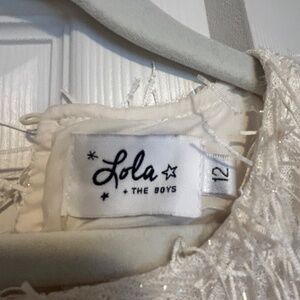 Lola
+ THE BOYS
12